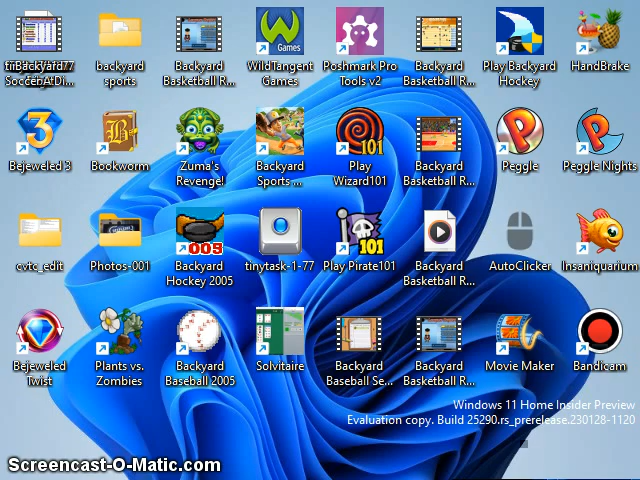 Backyard
Soccer AtDi...
backyard
sports
Backyard
Basketball R...
WildTangent
Games
Poshmark Pro
Tools v2
Backyard
Basketball R...
Play Backyard
Hockey
HandBrake
Bejeweled 3
Bookworm
Zuma's
Revenge!
Backyard
Sports ...
Play
Wizard101
Backyard
Basketball R...
Peggle
Peggle Nights
cvtc_edit
Photos-001
Backyard
Hockey 2005
tinytask-1-77
Play Pirate101
Backyard
Basketball R...
AutoClicker
Insaniquarium
Bejeweled
Twist
Plants vs.
Zombies
Backyard
Baseball 2005
Solvitaire
Backyard
Baseball Se...
Backyard
Basketball R...
Movie Maker
Bandicam
Windows 11 Home Insider Preview
Evaluation copy. Build 25290.rs_prerelease.230128-1120
Screencast-O-Matic.com